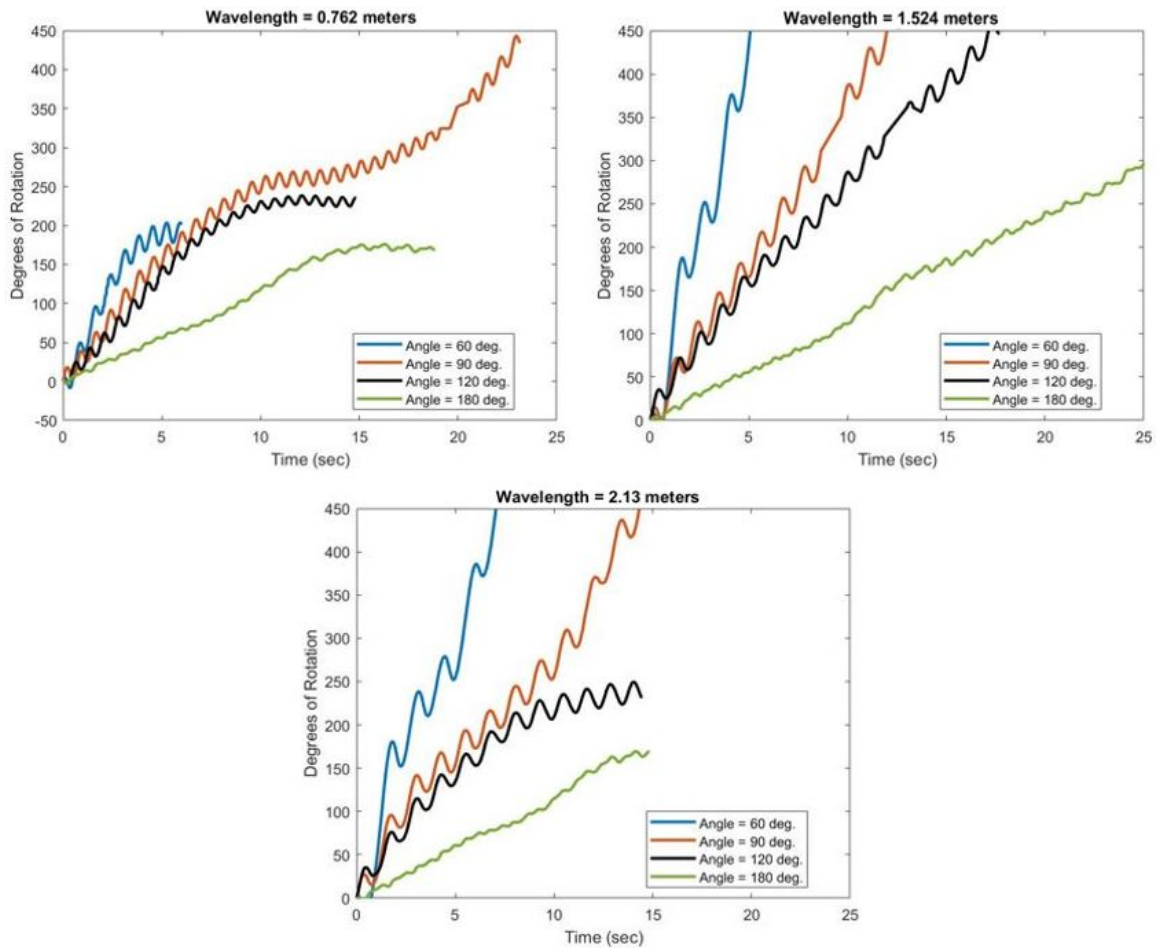 Wavelength = 0.762 meters
450
400
350
300
250
200
150
100
50
0
-50
Degrees of Rotation
0 5 10 15 20 25
Time (sec)
Angle = 60 deg.
Angle = 90 deg.
Angle = 120 deg.
Angle = 180 deg.
Wavelength = 1.524 meters
450
400
350
300
250
200
150
100
50
0
Degrees of Rotation
0 5 10 15 20 25
Time (sec)
Angle = 60 deg.
Angle = 90 deg.
Angle = 120 deg.
Angle = 180 deg.
Wavelength = 2.13 meters
450
400
350
300
250
200
150
100
50
0
Degrees of Rotation
0 5 10 15 20 25
Time (sec)
Angle = 60 deg.
Angle = 90 deg.
Angle = 120 deg.
Angle = 180 deg.